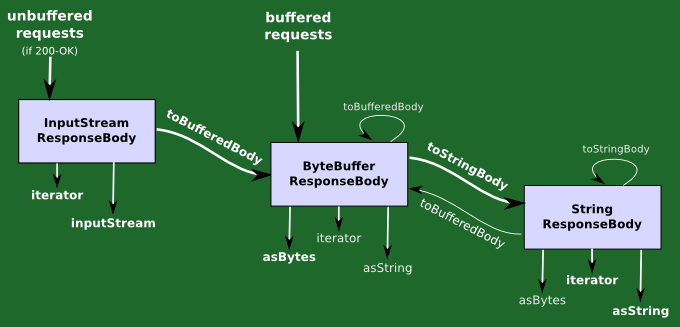 unbuffered
requests
(if 200-OK)
buffered
requests
InputStream
ResponseBody
toBufferedBody
iterator
inputStream
toBufferedBody
ByteBuffer
ResponseBody
toStringBody
toBufferedBody
asBytes
iterator
asString
toStringBody
String
ResponseBody
asBytes
iterator
asString